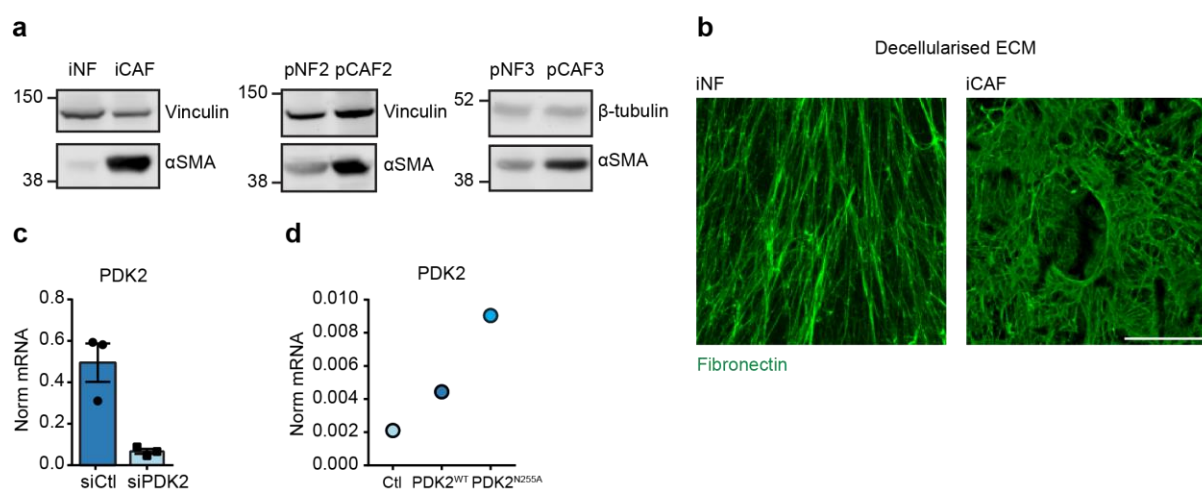 a
iNF iCAF
150
Vinculin
38
αSMA
pNF2 pCAF2
150
Vinculin
38
αSMA
pNF3 pCAF3
52
β-tubulin
38
αSMA
b
Decellularised ECM
iNF
iCAF
Fibronectin
c
PDK2
Norm mRNA
0.8
0.6
0.4
0.2
0.0
siCtl siPDK2
d
PDK2
Norm mRNA
0.010
0.008
0.006
0.004
0.002
0.000
Ctl PDK2ᵂᵀ PDK2ᴺ²⁵⁵ᴬ